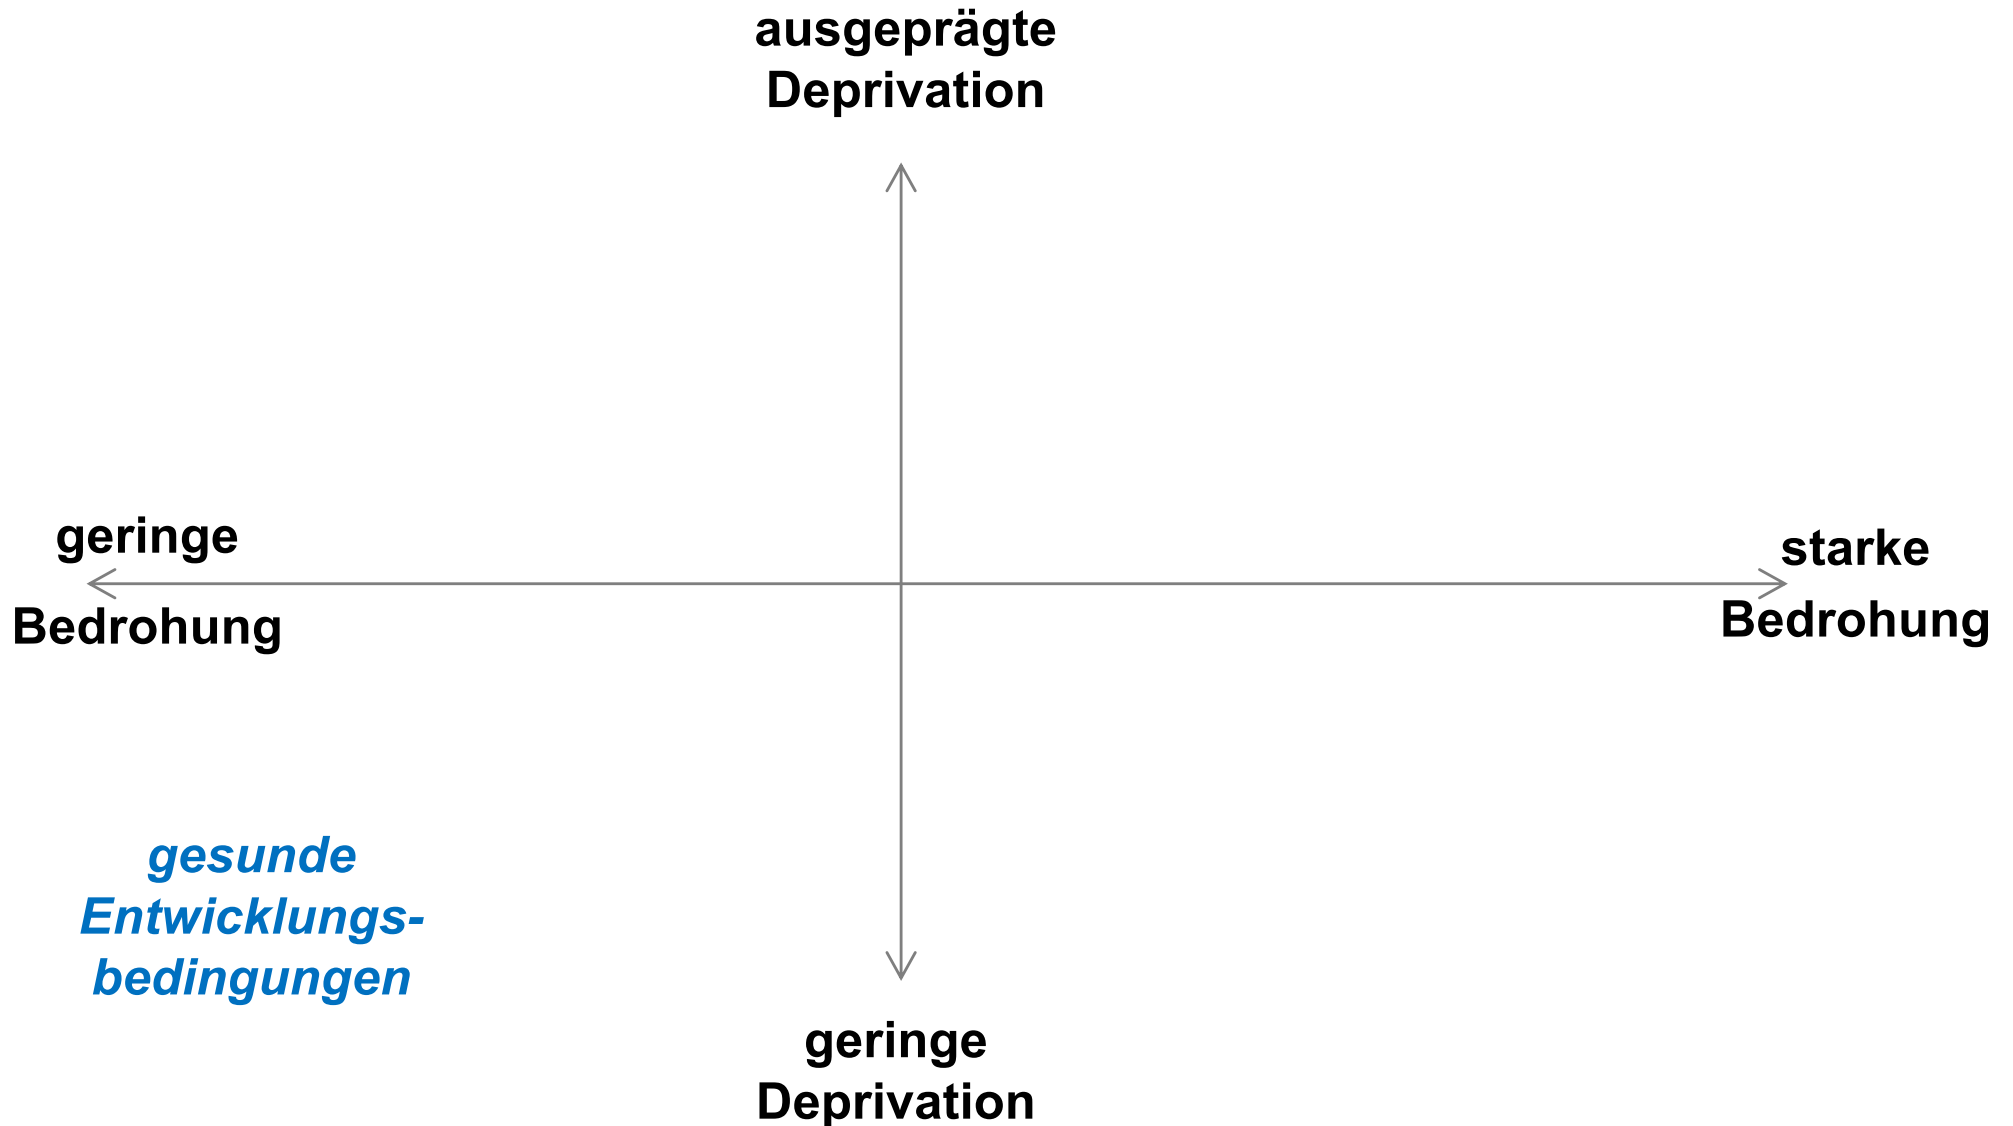 ausgeprägte
Deprivation
geringe
Bedrohung
starke
Bedrohung
gesunde
Entwicklungs-
bedingungen
geringe
Deprivation